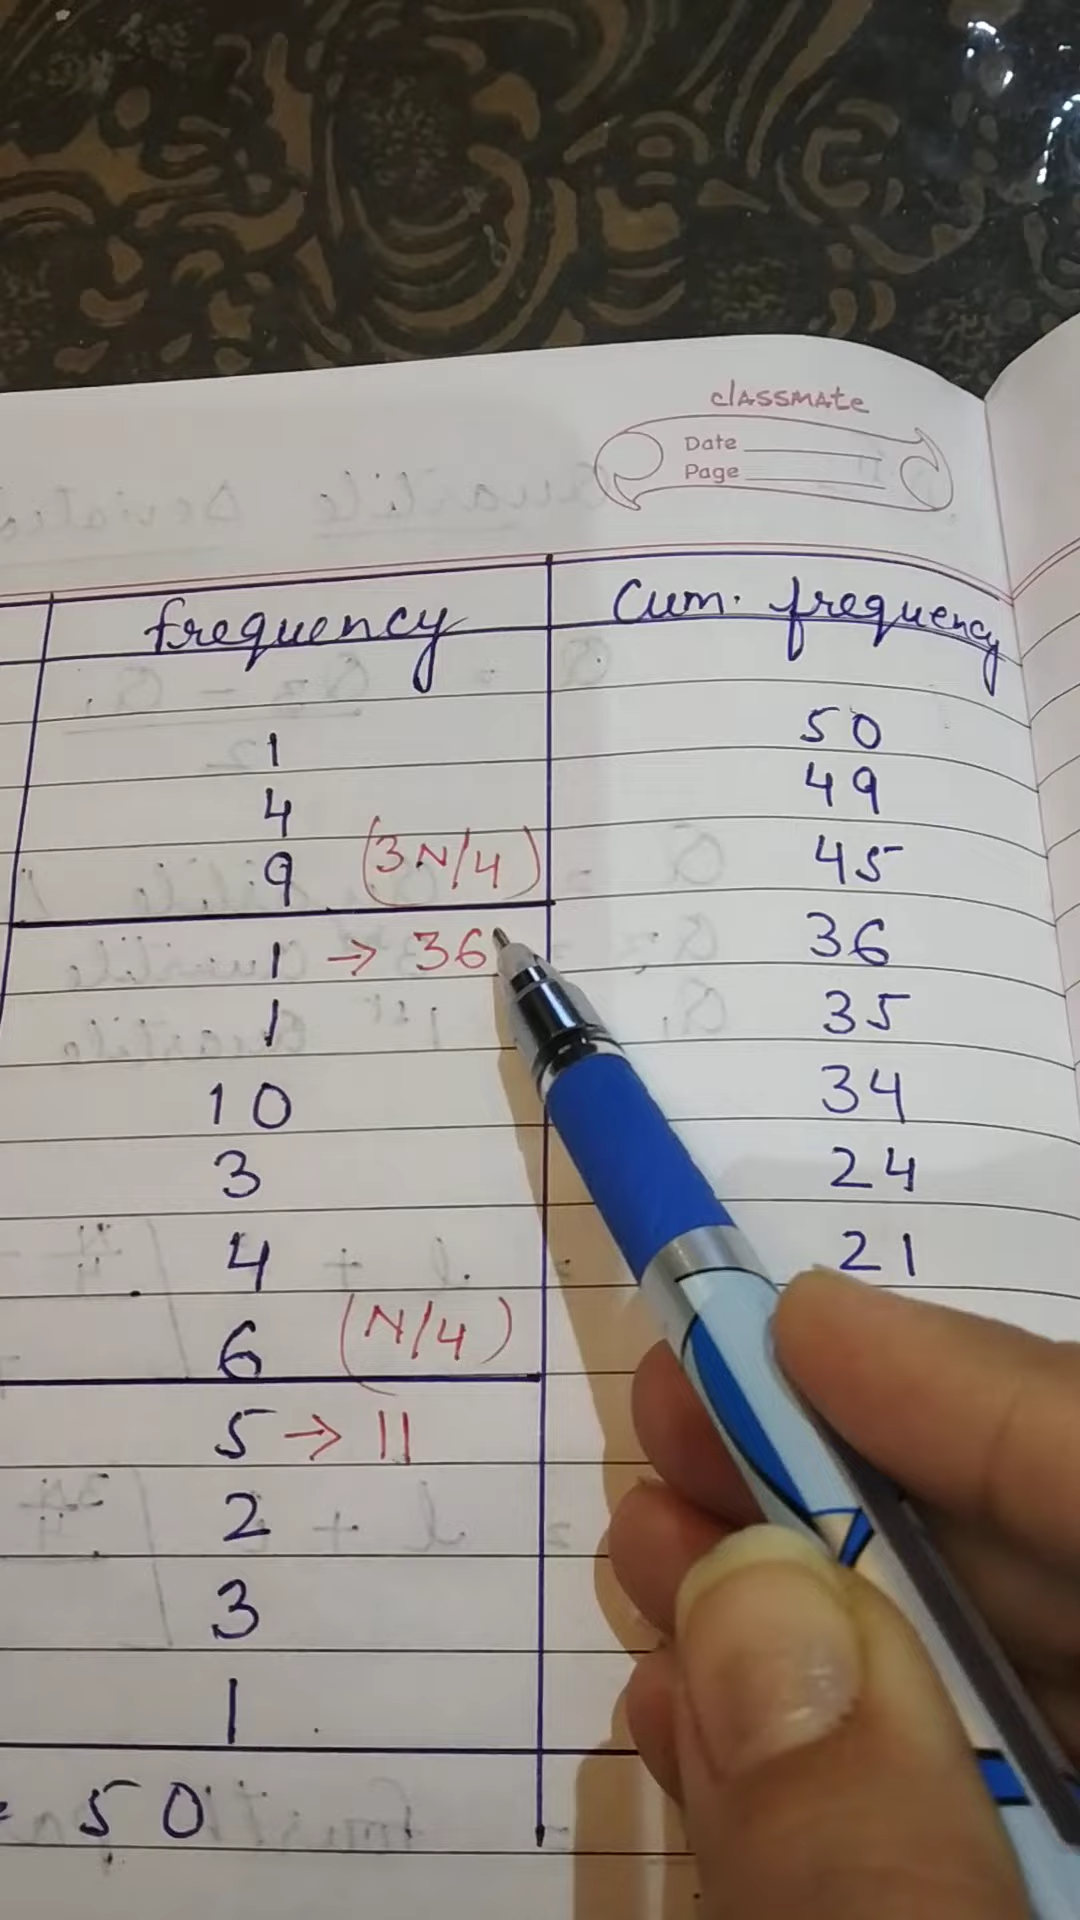 classmate
Date
Page
frequency Cum. frequency
1 50
4 49
9 (3N/4) 45
1 → 36 36
1 35
10 34
3 24
4 21
6 (N/4)
5 → 11
2
3
1
50